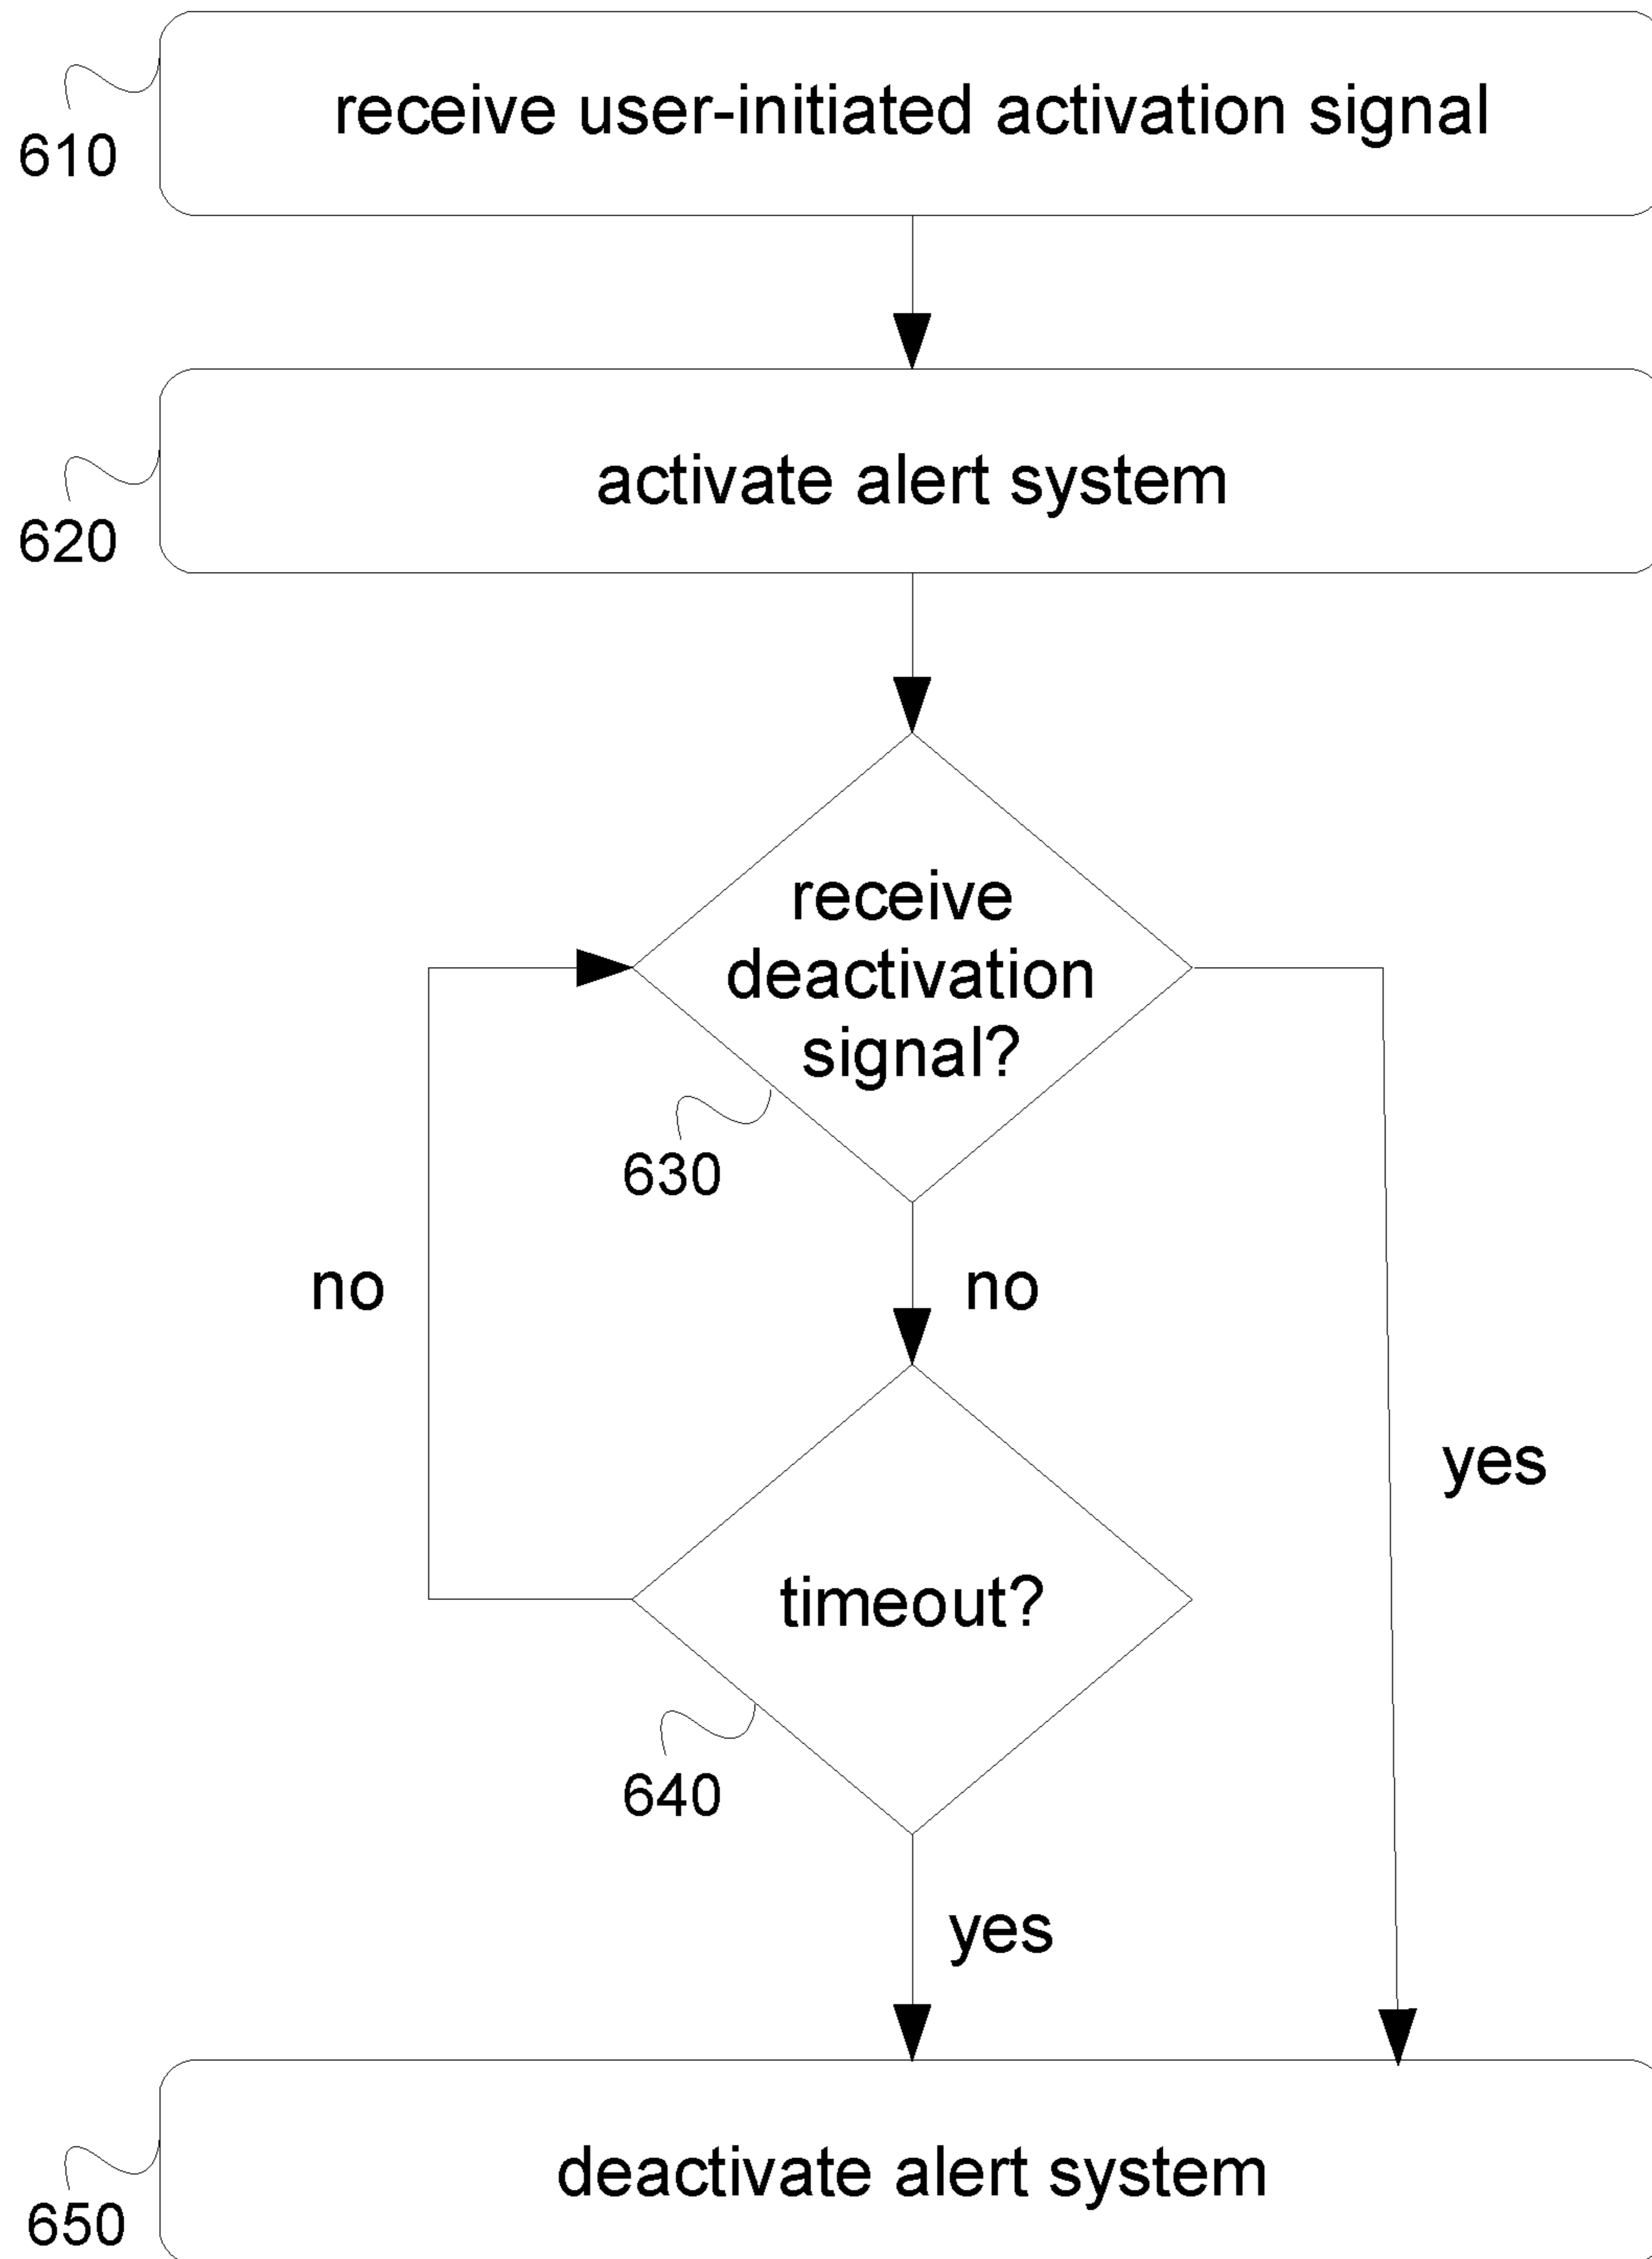 receive user-initiated activation signal
610
activate alert system
620
receive
deactivation
signal?
630
no
no
yes
timeout?
640
yes
deactivate alert system
650